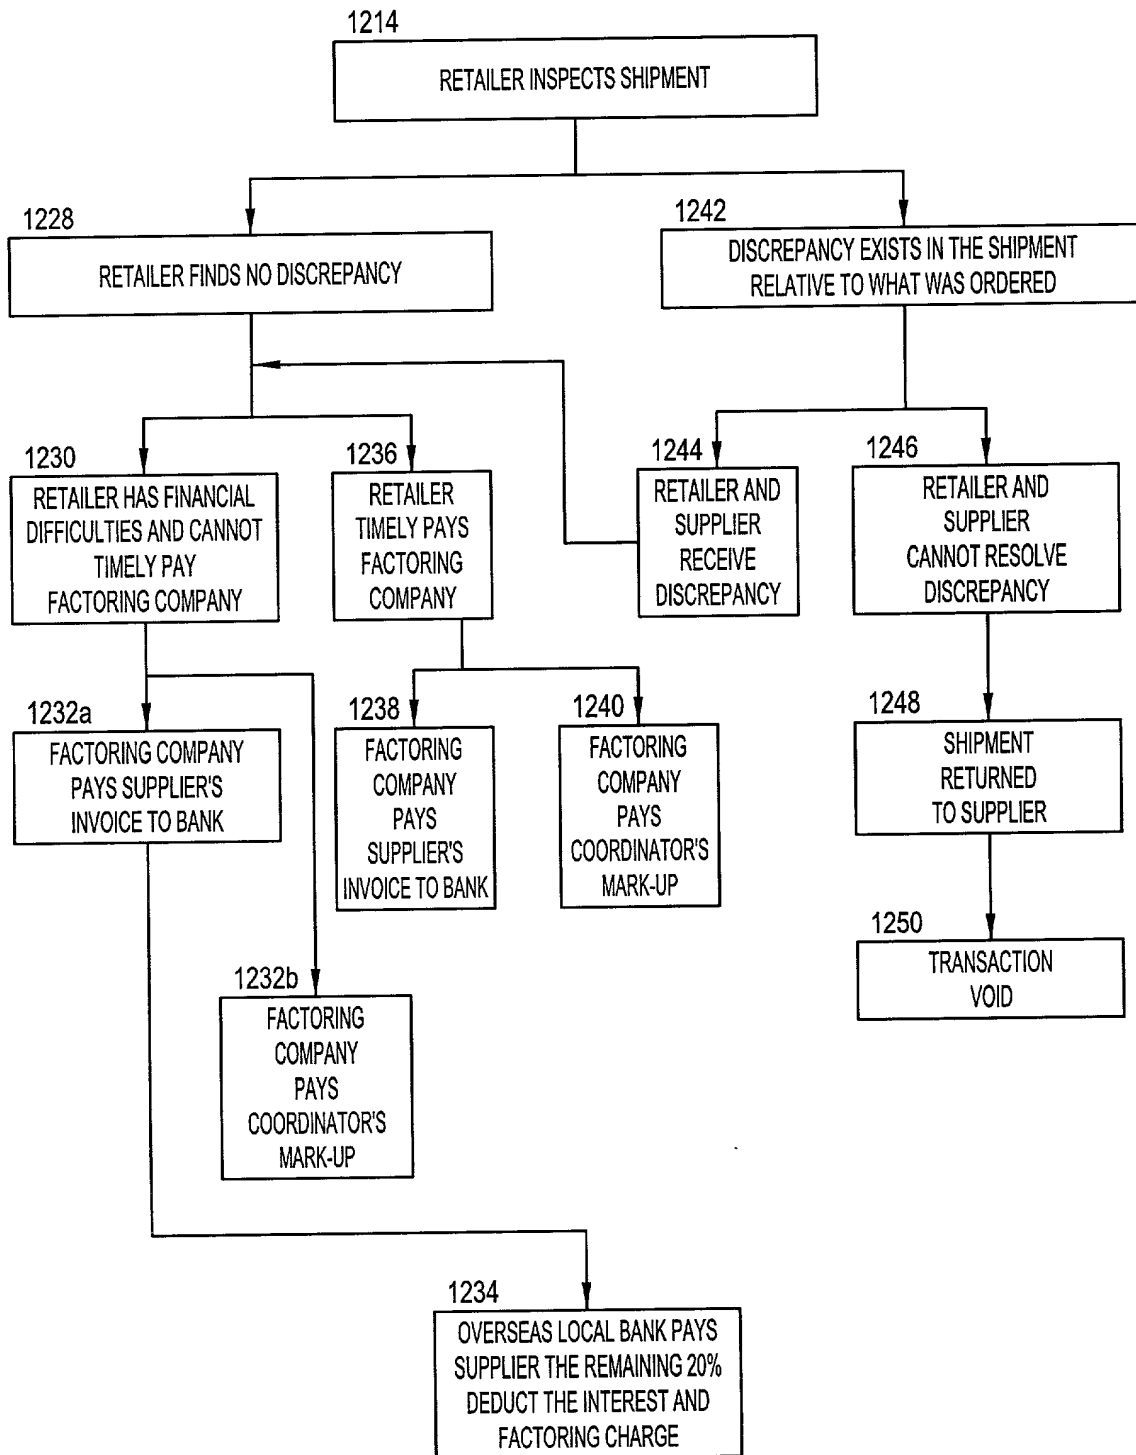 1214
RETAILER INSPECTS SHIPMENT
1228
RETAILER FINDS NO DISCREPANCY
1242
DISCREPANCY EXISTS IN THE SHIPMENT
RELATIVE TO WHAT WAS ORDERED
1230
RETAILER HAS FINANCIAL
DIFFICULTIES AND CANNOT
TIMELY PAY
FACTORING COMPANY
1236
RETAILER
TIMELY PAYS
FACTORING
COMPANY
1244
RETAILER AND
SUPPLIER
RECEIVE
DISCREPANCY
1246
RETAILER AND
SUPPLIER
CANNOT RESOLVE
DISCREPANCY
1232a
FACTORING COMPANY
PAYS SUPPLIER'S
INVOICE TO BANK
1238
FACTORING
COMPANY
PAYS
SUPPLIER'S
INVOICE TO BANK
1240
FACTORING
COMPANY
PAYS
COORDINATOR'S
MARK-UP
1248
SHIPMENT
RETURNED
TO SUPPLIER
1250
TRANSACTION
VOID
1232b
FACTORING
COMPANY
PAYS
COORDINATOR'S
MARK-UP
1234
OVERSEAS LOCAL BANK PAYS
SUPPLIER THE REMAINING 20%
DEDUCT THE INTEREST AND
FACTORING CHARGE